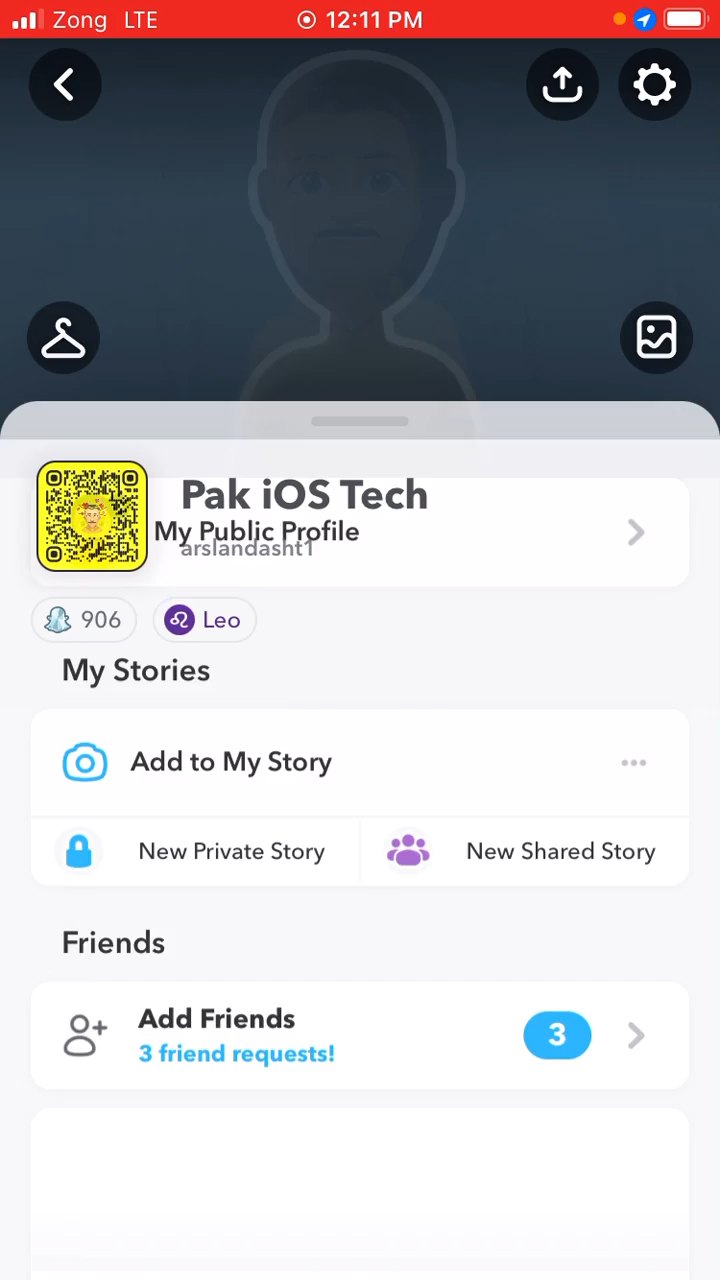 Zong LTE 12:11 PM
Pak iOS Tech
My Public Profile
arslandasht1
906 Leo
My Stories
Add to My Story
New Private Story New Shared Story
Friends
Add Friends
3 friend requests!
3